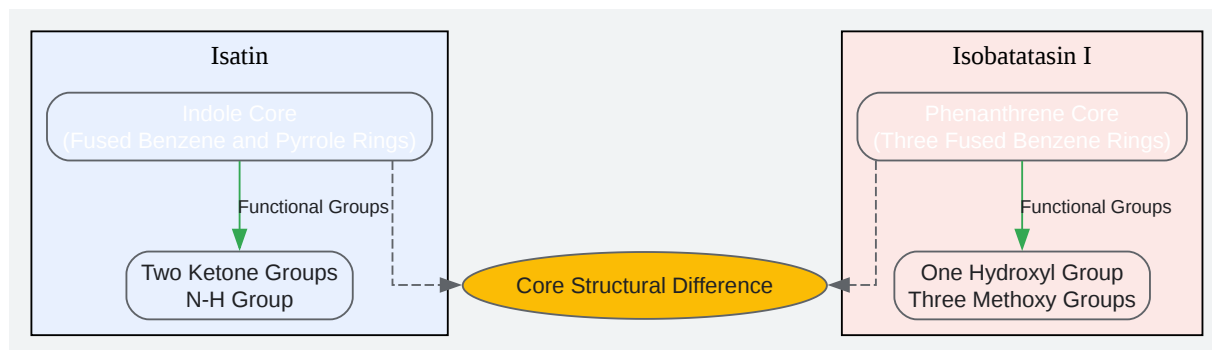 Isatin
Indole Core
(Fused Benzene and Pyrrole Rings)
Functional Groups
Two Ketone Groups
N-H Group
Core Structural Difference
Isobatatasin I
Phenanthrene Core
(Three Fused Benzene Rings)
Functional Groups
One Hydroxyl Group
Three Methoxy Groups